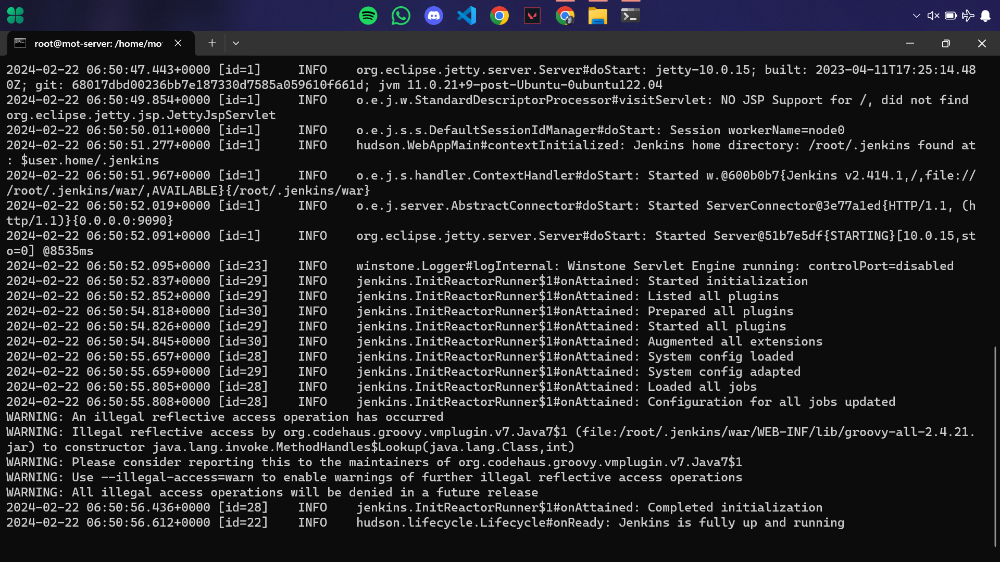 root@mot-server: /home/mo
2024-02-22 06:50:47.443+0000 [id=1]     INFO    org.eclipse.jetty.server.Server#doStart: jetty-10.0.15; built: 2023-04-11T17:25:14.48
0Z; git: 68017dbd00236bb7e187330d7585a059610f661d; jvm 11.0.21+9-post-Ubuntu-0ubuntu122.04
2024-02-22 06:50:49.854+0000 [id=1]     INFO    o.e.j.w.StandardDescriptorProcessor#visitServlet: NO JSP Support for /, did not find
org.eclipse.jetty.jsp.JettyJspServlet
2024-02-22 06:50:50.011+0000 [id=1]     INFO    o.e.j.s.s.DefaultSessionIdManager#doStart: Session workerName=node0
2024-02-22 06:50:51.277+0000 [id=1]     INFO    hudson.WebAppMain#contextInitialized: Jenkins home directory: /root/.jenkins found at
: $user.home/.jenkins
2024-02-22 06:50:51.967+0000 [id=1]     INFO    o.e.j.s.handler.ContextHandler#doStart: Started w.@600b0b7{Jenkins v2.414.1,/,file://
/root/.jenkins/war/,AVAILABLE}{/root/.jenkins/war}
2024-02-22 06:50:52.019+0000 [id=1]     INFO    o.e.j.server.AbstractConnector#doStart: Started ServerConnector@3e77a1ed{HTTP/1.1, (h
ttp/1.1)}{0.0.0.0:9090}
2024-02-22 06:50:52.091+0000 [id=1]     INFO    org.eclipse.jetty.server.Server#doStart: Started Server@51b7e5df{STARTING}[10.0.15,st
o=0] @8535ms
2024-02-22 06:50:52.095+0000 [id=23]    INFO    winstone.Logger#logInternal: Winstone Servlet Engine running: controlPort=disabled
2024-02-22 06:50:52.837+0000 [id=29]    INFO    jenkins.InitReactorRunner$1#onAttained: Started initialization
2024-02-22 06:50:52.852+0000 [id=29]    INFO    jenkins.InitReactorRunner$1#onAttained: Listed all plugins
2024-02-22 06:50:54.818+0000 [id=30]    INFO    jenkins.InitReactorRunner$1#onAttained: Prepared all plugins
2024-02-22 06:50:54.826+0000 [id=29]    INFO    jenkins.InitReactorRunner$1#onAttained: Started all plugins
2024-02-22 06:50:54.845+0000 [id=30]    INFO    jenkins.InitReactorRunner$1#onAttained: Augmented all extensions
2024-02-22 06:50:55.657+0000 [id=28]    INFO    jenkins.InitReactorRunner$1#onAttained: System config loaded
2024-02-22 06:50:55.659+0000 [id=29]    INFO    jenkins.InitReactorRunner$1#onAttained: System config adapted
2024-02-22 06:50:55.805+0000 [id=28]    INFO    jenkins.InitReactorRunner$1#onAttained: Loaded all jobs
2024-02-22 06:50:55.808+0000 [id=28]    INFO    jenkins.InitReactorRunner$1#onAttained: Configuration for all jobs updated
WARNING: An illegal reflective access operation has occurred
WARNING: Illegal reflective access by org.codehaus.groovy.vmplugin.v7.Java7$1 (file:/root/.jenkins/war/WEB-INF/lib/groovy-all-2.4.21.
jar) to constructor java.lang.invoke.MethodHandles$Lookup(java.lang.Class,int)
WARNING: Please consider reporting this to the maintainers of org.codehaus.groovy.vmplugin.v7.Java7$1
WARNING: Use --illegal-access=warn to enable warnings of further illegal reflective access operations
WARNING: All illegal access operations will be denied in a future release
2024-02-22 06:50:56.436+0000 [id=28]    INFO    jenkins.InitReactorRunner$1#onAttained: Completed initialization
2024-02-22 06:50:56.612+0000 [id=22]    INFO    hudson.lifecycle.Lifecycle#onReady: Jenkins is fully up and running